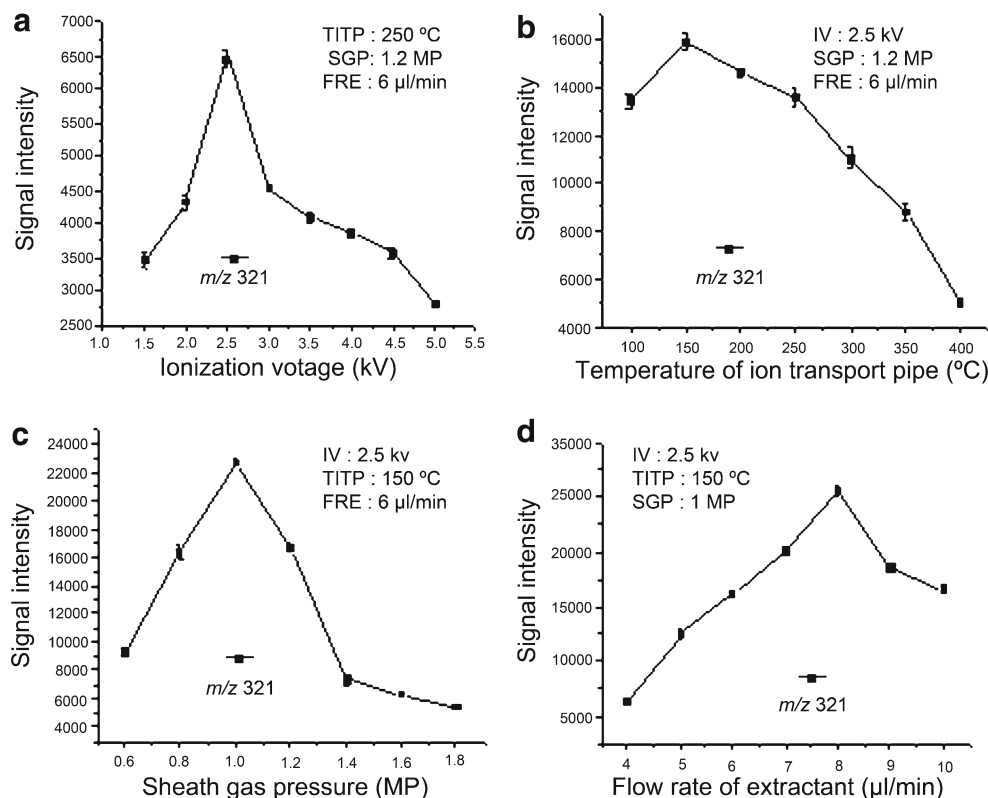 a
TITP : 250 ºC
SGP: 1.2 MP
FRE : 6 µl/min
Signal intensity
7000
6500
6000
5500
5000
4500
4000
3500
3000
2500
m/z 321
1.0 1.5 2.0 2.5 3.0 3.5 4.0 4.5 5.0 5.5
Ionization votage (kV)
b
IV : 2.5 kV
SGP : 1.2 MP
FRE : 6 µl/min
Signal intensity
16000
14000
12000
10000
8000
6000
4000
m/z 321
100 150 200 250 300 350 400
Temperature of ion transport pipe (ºC)
c
IV : 2.5 kv
TITP : 150 ºC
FRE : 6 µl/min
Signal intensity
24000
22000
20000
18000
16000
14000
12000
10000
8000
6000
4000
m/z 321
0.6 0.8 1.0 1.2 1.4 1.6 1.8
Sheath gas pressure (MP)
d
IV : 2.5 kv
TITP : 150 ºC
SGP : 1 MP
Signal intensity
35000
25000
20000
15000
10000
5000
m/z 321
4 5 6 7 8 9 10
Flow rate of extractant (µl/min)